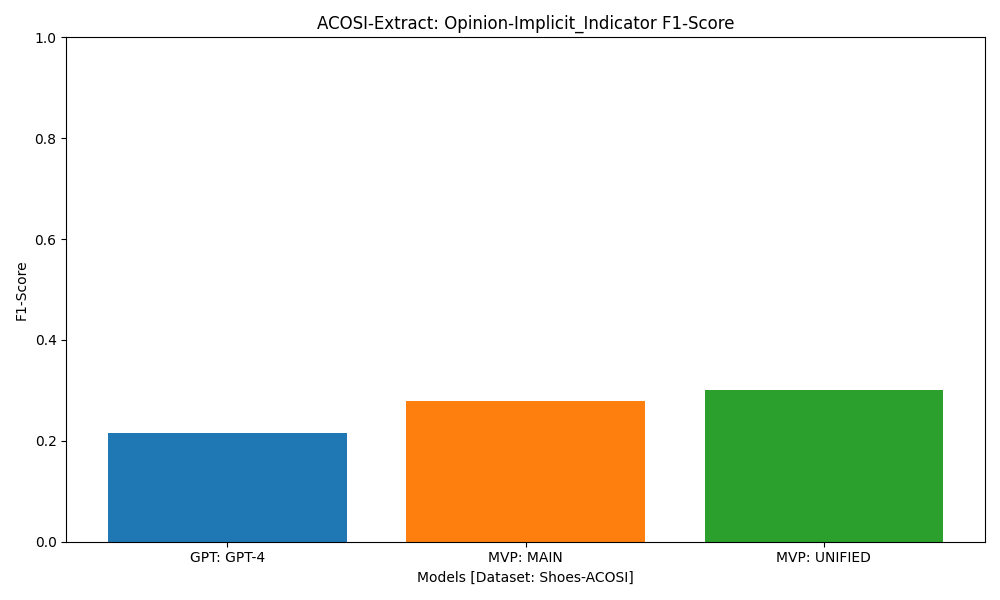 ACOSI-Extract: Opinion-Implicit_Indicator F1-Score
1.0
0.8
0.6
0.4
0.2
0.0
F1-Score
GPT: GPT-4
MVP: MAIN
MVP: UNIFIED
Models [Dataset: Shoes-ACOSI]